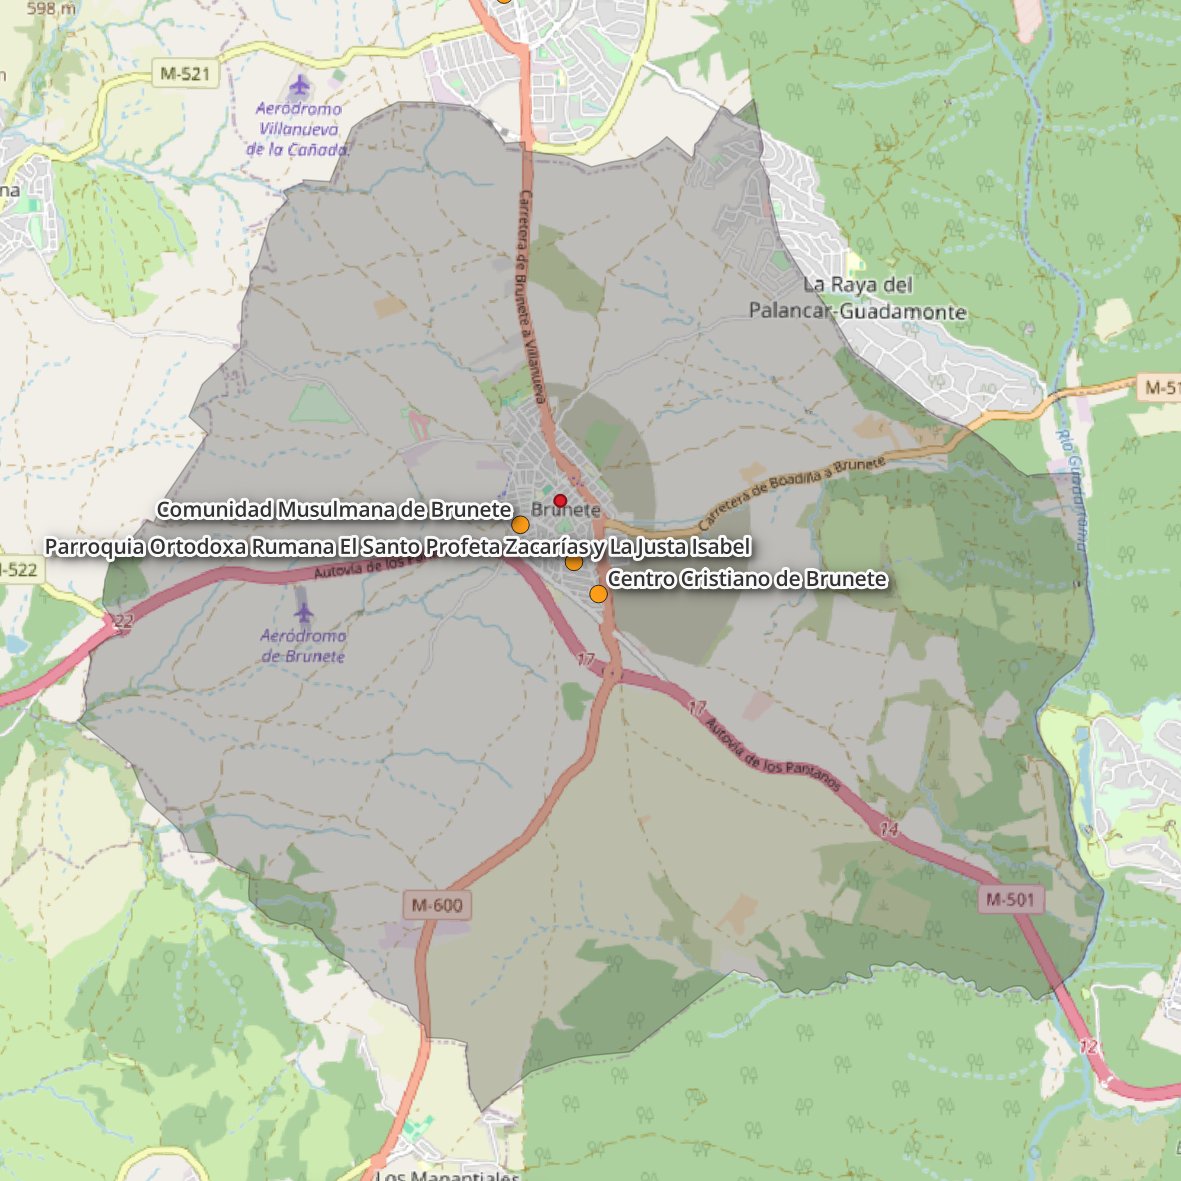 598 m
M-521
Aeródromo
Villanueva
de la Cañada
na
n
Carretera de Brunete a Villanueva
La Raya del
Palancar-Guadamonte
M-51
Río Guadarrama
Carretera de Boadilla a Brunete
Comunidad Musulmana de Brunete
Brunete
Parroquia Ortodoxa Rumana El Santo Profeta Zacarías y La Justa Isabel
Autovía de los
Centro Cristiano de Brunete
-522
22
Aeródromo
de Brunete
17
17
Autovía de los Pantanos
14
M-600
M-501
12
Los Manantiales